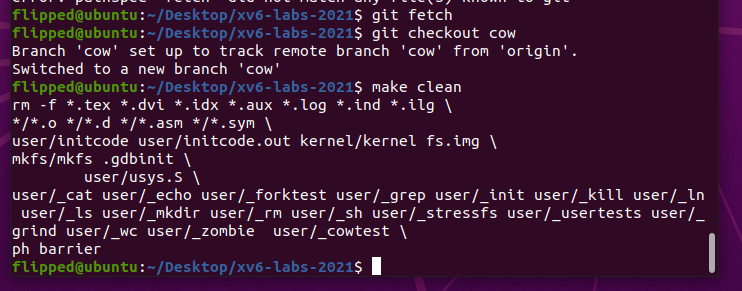 error: pathspec 'fetch' did not match any file(s) known to git
flipped@ubuntu:~/Desktop/xv6-labs-2021$ git fetch
flipped@ubuntu:~/Desktop/xv6-labs-2021$ git checkout cow
Branch 'cow' set up to track remote branch 'cow' from 'origin'.
Switched to a new branch 'cow'
flipped@ubuntu:~/Desktop/xv6-labs-2021$ make clean
rm -f *.tex *.dvi *.idx *.aux *.log *.ind *.ilg \
*/*.o */*.d */*.asm */*.sym \
user/initcode user/initcode.out kernel/kernel fs.img \
mkfs/mkfs .gdbinit \
user/usys.S \
user/_cat user/_echo user/_forktest user/_grep user/_init user/_kill user/_ln
user/_ls user/_mkdir user/_rm user/_sh user/_stressfs user/_usertests user/_
grind user/_wc user/_zombie  user/_cowtest \
ph barrier
flipped@ubuntu:~/Desktop/xv6-labs-2021$